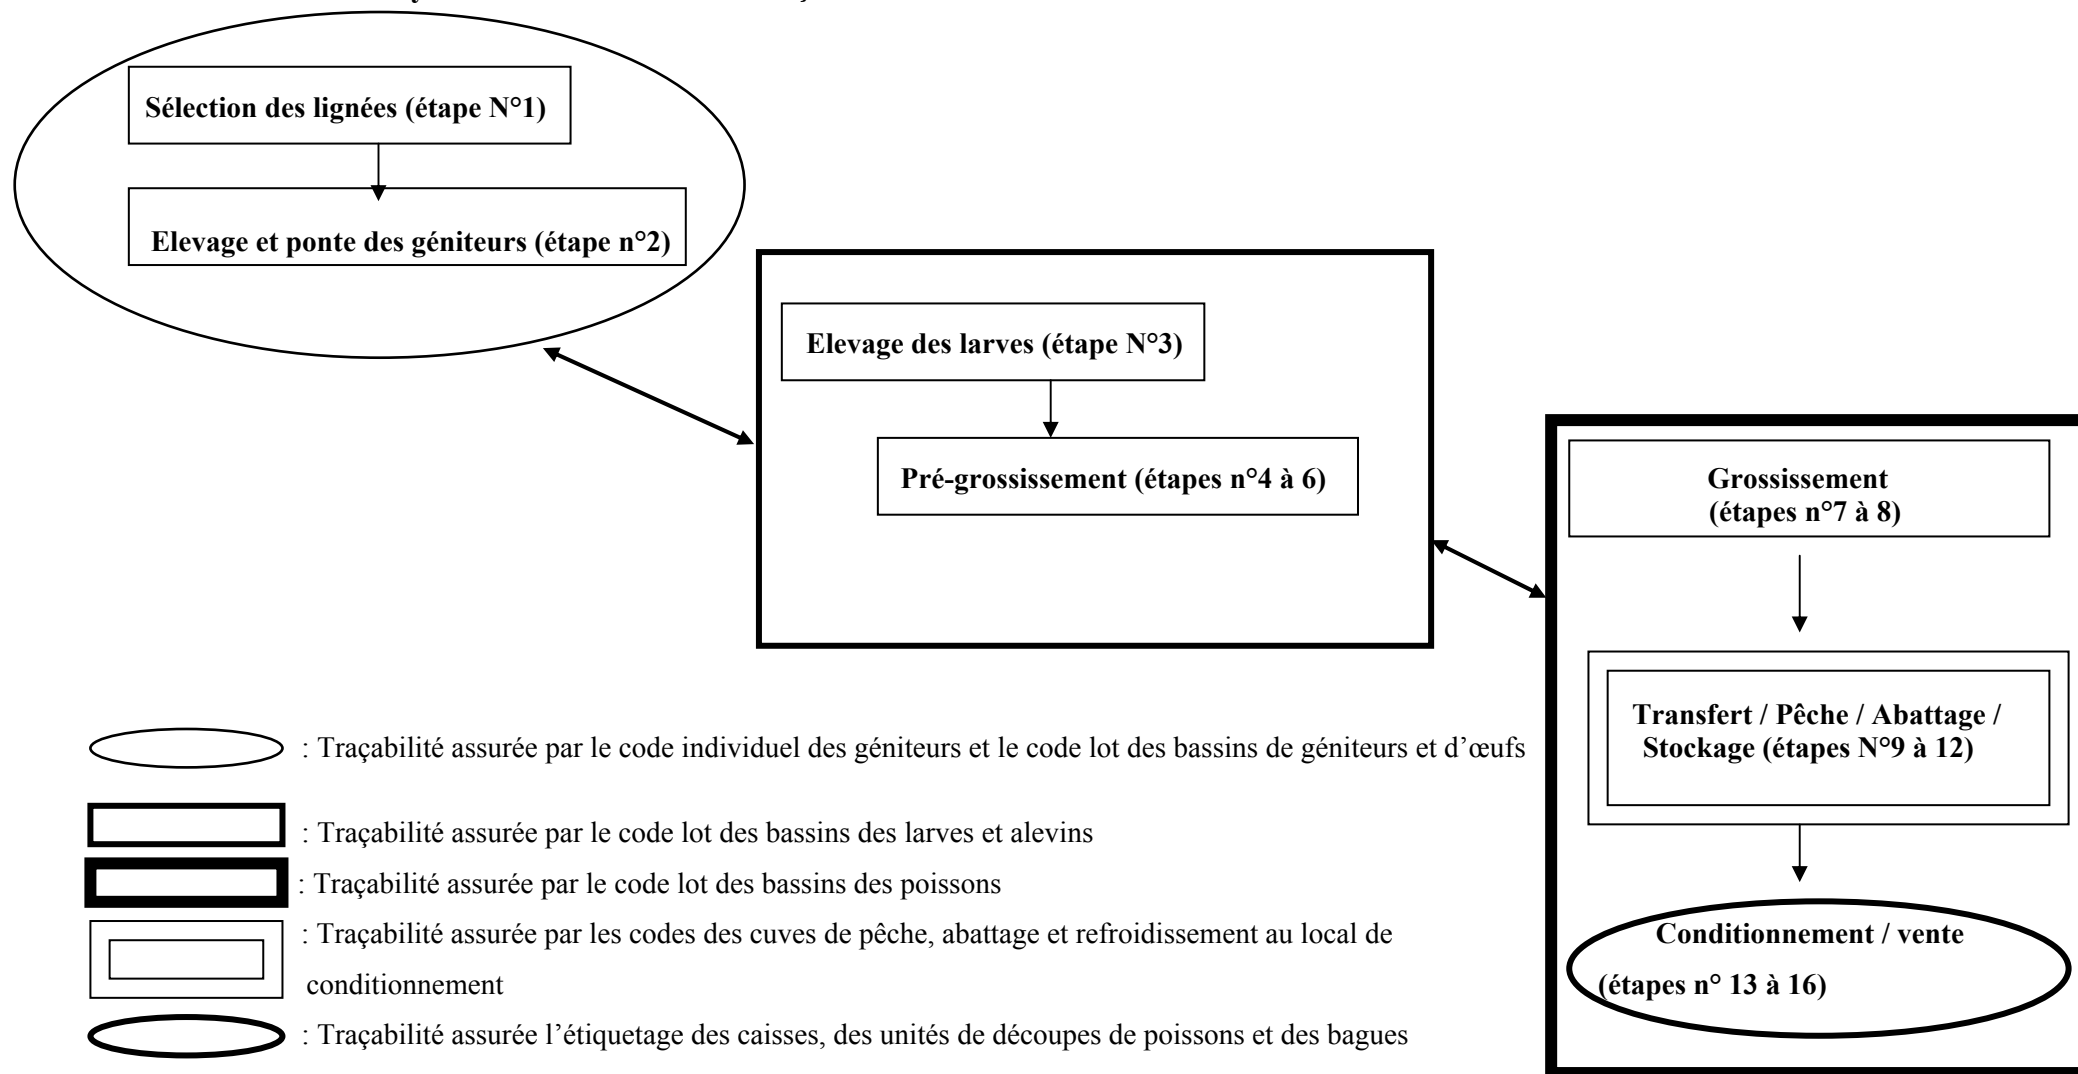 Sélection des lignées (étape N°1)
Elevage et ponte des géniteurs (étape n°2)
Elevage des larves (étape N°3)
Pré-grossissement (étapes n°4 à 6)
Grossissement
(étapes n°7 à 8)
Transfert / Pêche / Abattage /
Stockage (étapes N°9 à 12)
Conditionnement / vente
(étapes n° 13 à 16)
: Traçabilité assurée par le code individuel des géniteurs et le code lot des bassins de géniteurs et d’œufs
: Traçabilité assurée par le code lot des bassins des larves et alevins
: Traçabilité assurée par le code lot des bassins des poissons
: Traçabilité assurée par les codes des cuves de pêche, abattage et refroidissement au local de
conditionnement
: Traçabilité assurée l’étiquetage des caisses, des unités de découpes de poissons et des bagues